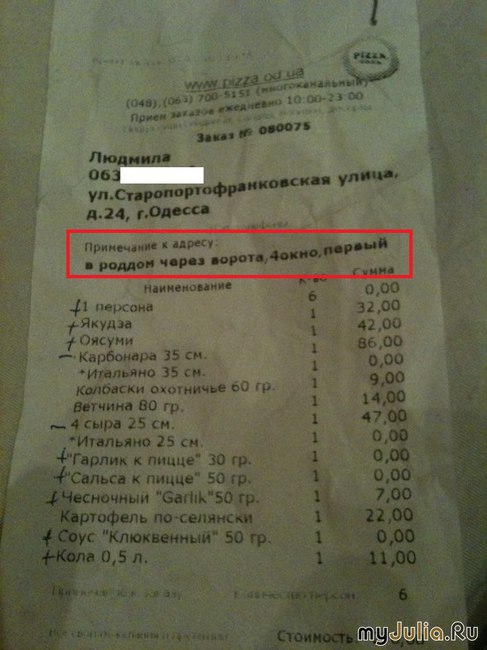 PIZZA
www.pizza.od.ua
(048),(063) 700-5151 (многоканальный)
Прием заказов ежедневно 10:00-23:00
Заказ № 080075
Людмила
063
ул.Старопортофранковская улица,
д.24, г.Одесса
Примечание к адресу:
в роддом через ворота,4окно,первый
Наименование К-во Сумма
1 персона 6 0,00
Якудза 1 32,00
Оясуми 1 42,00
Карбонара 35 см. 1 86,00
*Итальяно 35 см. 1 0,00
Колбаски охотничье 60 гр. 1 9,00
Ветчина 80 гр. 1 14,00
4 сыра 25 см. 1 47,00
*Итальяно 25 см. 1 0,00
"Гарлик к пицце" 30 гр. 1 0,00
"Сальса к пицце" 50 гр. 1 0,00
Чесночный "Garlik"50 гр. 1 7,00
Картофель по-селянски 1 22,00
Соус "Клюквенный" 50 гр. 1 0,00
Кола 0,5 л. 1 11,00
Количество персон 6
Стоимость
myJulia.Ru